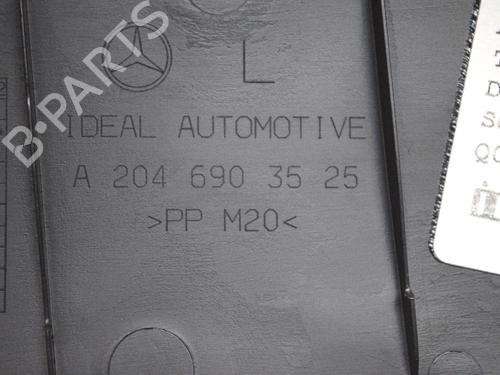 B-PARTS
L
IDEAL AUTOMOTIVE
A 204 690 35 25
>PP M20<